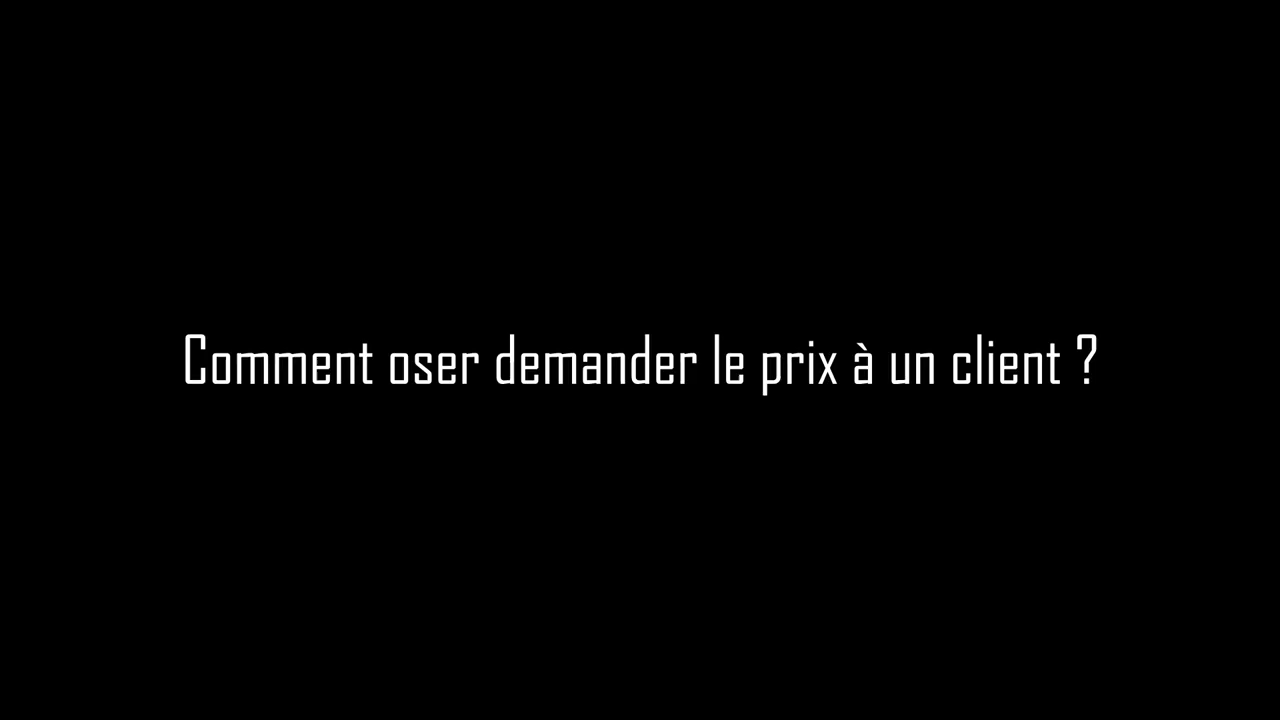 Comment oser demander le prix à un client ?